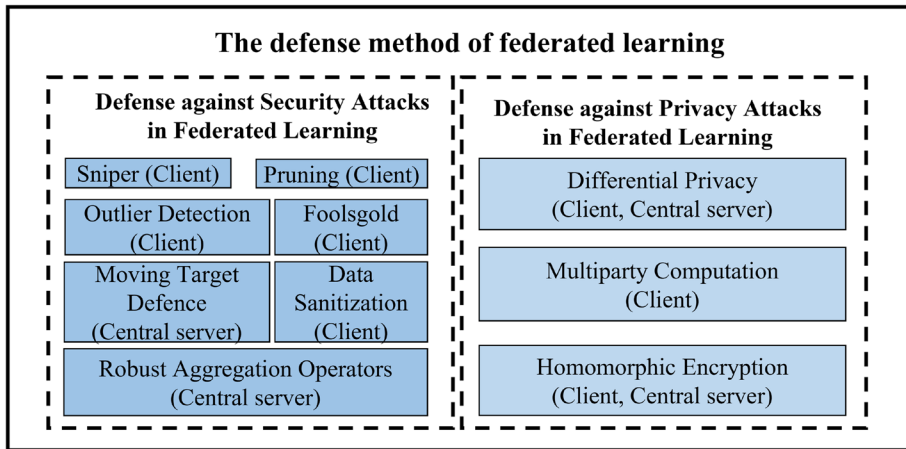 The defense method of federated learning
Defense against Security Attacks
in Federated Learning
Sniper (Client)
Pruning (Client)
Outlier Detection
(Client)
Foolsgold
(Client)
Moving Target
Defence
(Central server)
Data
Sanitization
(Client)
Robust Aggregation Operators
(Central server)
Defense against Privacy Attacks
in Federated Learning
Differential Privacy
(Client, Central server)
Multiparty Computation
(Client)
Homomorphic Encryption
(Client, Central server)